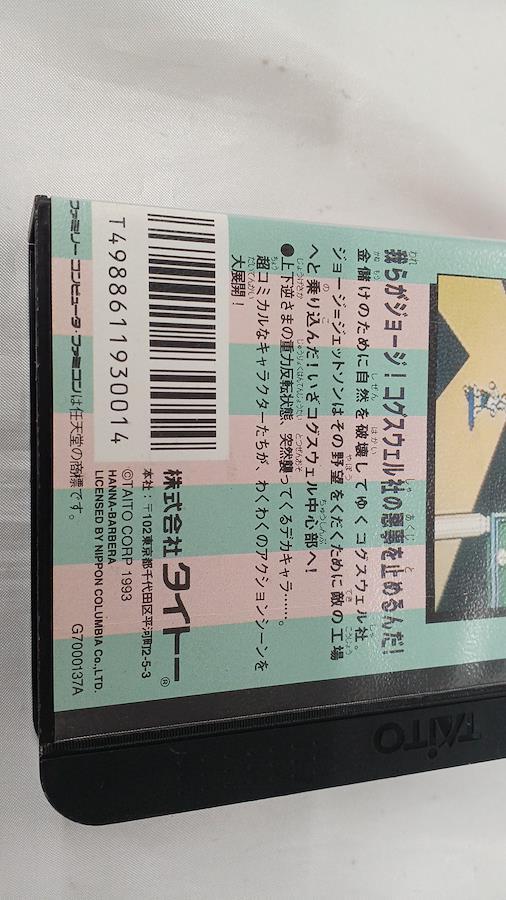 我らがジョージ!コグスウェル社の悪事を止めるんだ!
金儲けのために自然を破壊してゆくコグスウェル社。
ジョージ=ジェットソンはその野望をくだくために敵の工場
へと乗り込んだ!いざコグスウェル中心部へ!
●上下逆さまの重力反転状態、突然襲ってくるデカキャラ……。
超コミカルなキャラクターたちが、わくわくのアクションシーンを
大展開!
T4988611930014
株式会社タイトー®
本社:〒102東京都千代田区平河町2-5-3
©TAITO CORP 1993
HANNA-BARBERA
LICENSED BY NIPPON COLUMBIA Co.,LTD.
ファミリーコンピュータ・ファミコンは任天堂の商標です。
G7000137A
TAITO